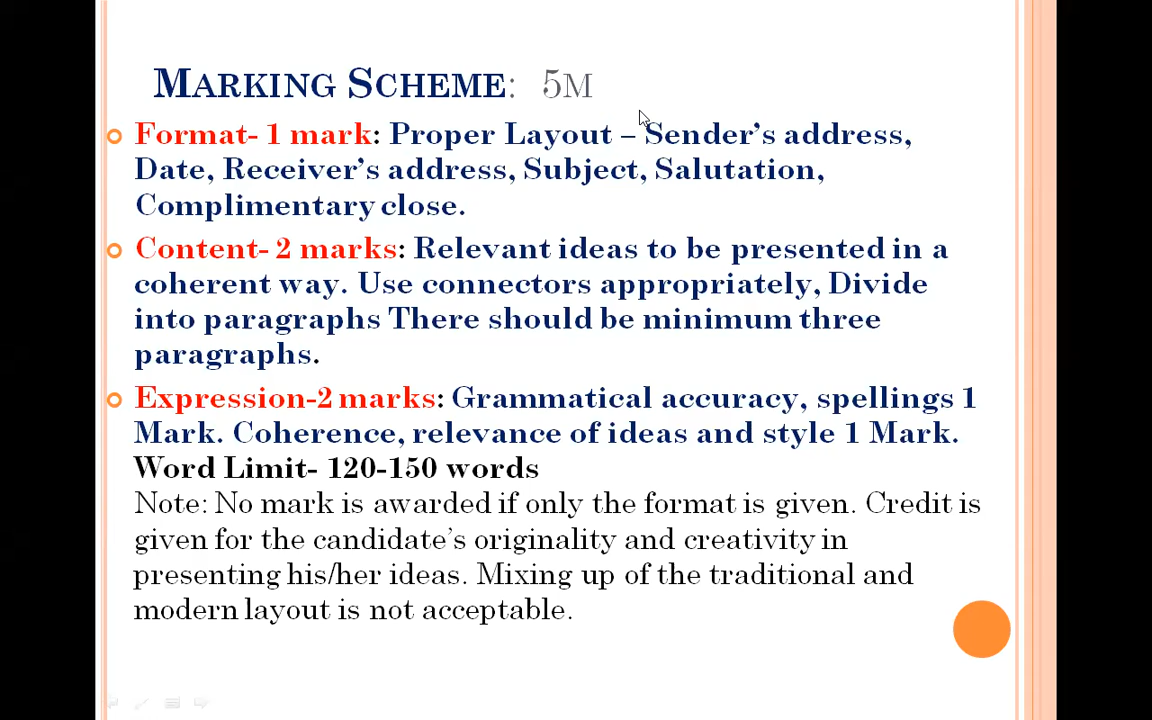 MARKING SCHEME: 5M
Format- 1 mark: Proper Layout – Sender's address,
Date, Receiver's address, Subject, Salutation,
Complimentary close.
Content- 2 marks: Relevant ideas to be presented in a
coherent way. Use connectors appropriately, Divide
into paragraphs There should be minimum three
paragraphs.
Expression-2 marks: Grammatical accuracy, spellings 1
Mark. Coherence, relevance of ideas and style 1 Mark.
Word Limit- 120-150 words
Note: No mark is awarded if only the format is given. Credit is
given for the candidate's originality and creativity in
presenting his/her ideas. Mixing up of the traditional and
modern layout is not acceptable.